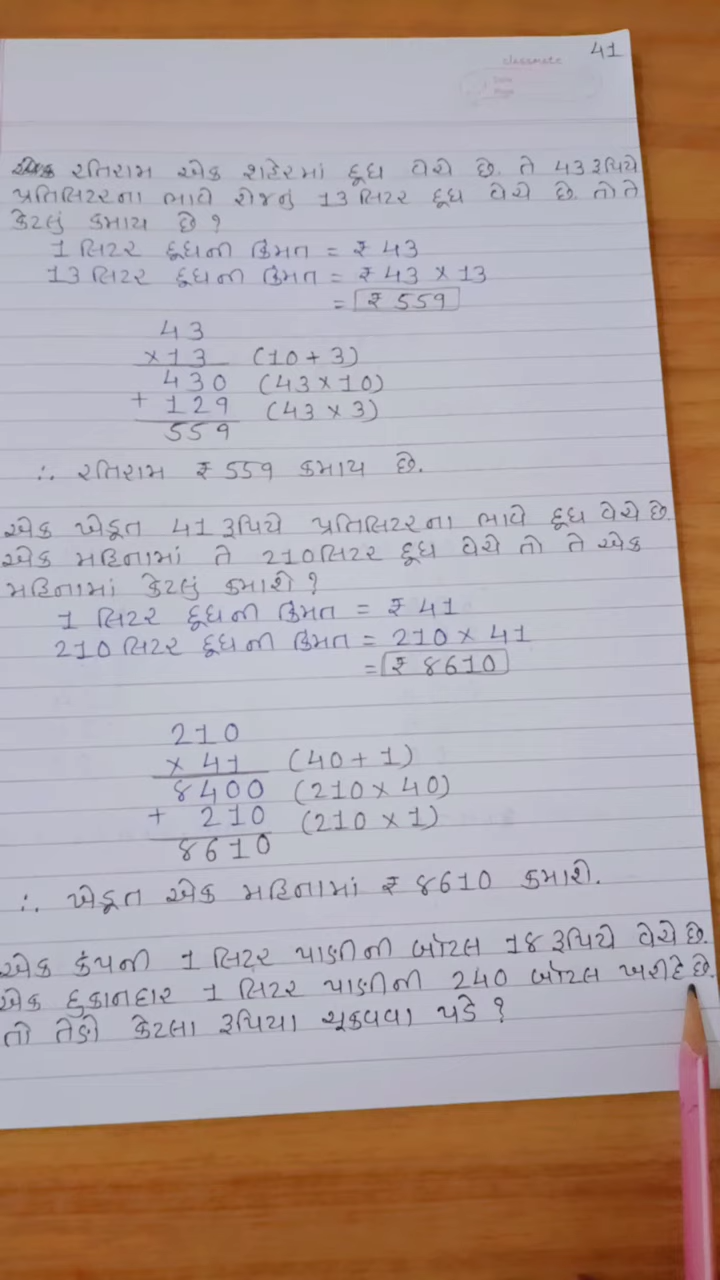 41
classmate
Date
Page
રતિરામ એક શહેરમાં દૂધ વેચે છે. તે 43 રૂપિયે
પ્રતિલિટરના ભાવે રોજનું 13 લિટર દૂધ વેચે છે. તો તે
કેટલું કમાય છે ?
1 લિટર દૂધની કિંમત = ₹ 43
13 લિટર દૂધની કિંમત = ₹ 43 × 13
= ₹ 559
43
× 13 (10 + 3)
430 (43 × 10)
+ 129 (43 × 3)
559
∴ રતિરામ ₹ 559 કમાય છે.
એક ખેડૂત 41 રૂપિયે પ્રતિલિટરના ભાવે દૂધ વેચે છે.
એક મહિનામાં તે 210 લિટર દૂધ વેચે તો તે એક
મહિનામાં કેટલું કમાશે ?
1 લિટર દૂધની કિંમત = ₹ 41
210 લિટર દૂધની કિંમત = 210 × 41
= ₹ 8610
210
× 41 (40 + 1)
8400 (210 × 40)
+ 210 (210 × 1)
8610
∴ ખેડૂત એક મહિનામાં ₹ 8610 કમાશે.
એક કંપની 1 લિટર પાણીની બોટલ 18 રૂપિયે વેચે છે.
એક દુકાનદાર 1 લિટર પાણીની 240 બોટલ ખરીદે છે.
તો તેણે કેટલા રૂપિયા ચૂકવવા પડે ?